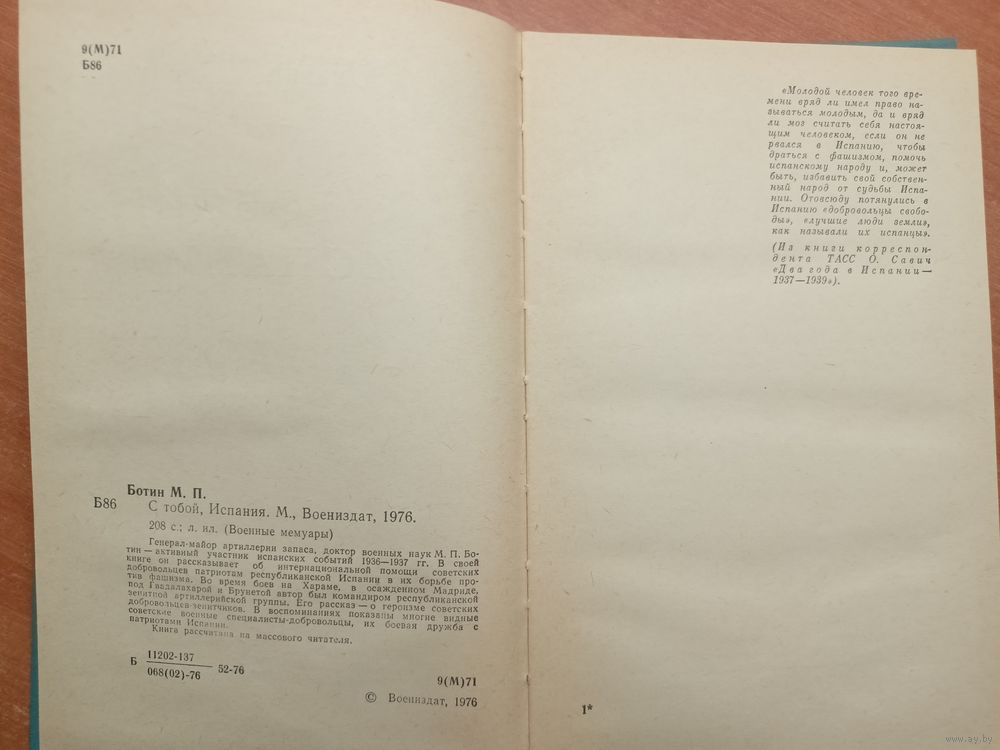 9(М)71
Б86
Ботин М. П.
Б86 С тобой, Испания. М., Воениздат, 1976.
208 с.; л. ил. (Военные мемуары)
Генерал-майор артиллерии запаса, доктор военных наук М. П. Бо-
тин — активный участник испанских событий 1936—1937 гг. В своей
книге он рассказывает об интернациональной помощи советских
добровольцев патриотам республиканской Испании в их борьбе про-
тив фашизма. Во время боев на Хараме, в осажденном Мадриде,
под Гвадалахарой и Брунетой автор был командиром республиканской
зенитной артиллерийской группы. Его рассказ — о героизме советских
добровольцев-зенитчиков. В воспоминаниях показаны многие видные
советские военные специалисты-добровольцы, их боевая дружба с
патриотами Испании.
Книга рассчитана на массового читателя.
11202-137
Б 52-76
068(02)-76
9(М)71
© Воениздат, 1976
«Молодой человек того вре-
мени вряд ли имел право на-
зываться молодым, да и вряд
ли мог считать себя настоя-
щим человеком, если он не
рвался в Испанию, чтобы
драться с фашизмом, помочь
испанскому народу и, может
быть, избавить свой собствен-
ный народ от судьбы Испа-
нии. Отовсюду потянулись в
Испанию «добровольцы свобо-
ды», «лучшие люди земли»,
как называли их испанцы».
(Из книги корреспон-
дента ТАСС О. Савич
«Два года в Испании —
1937—1939»).
1*
www.ay.by